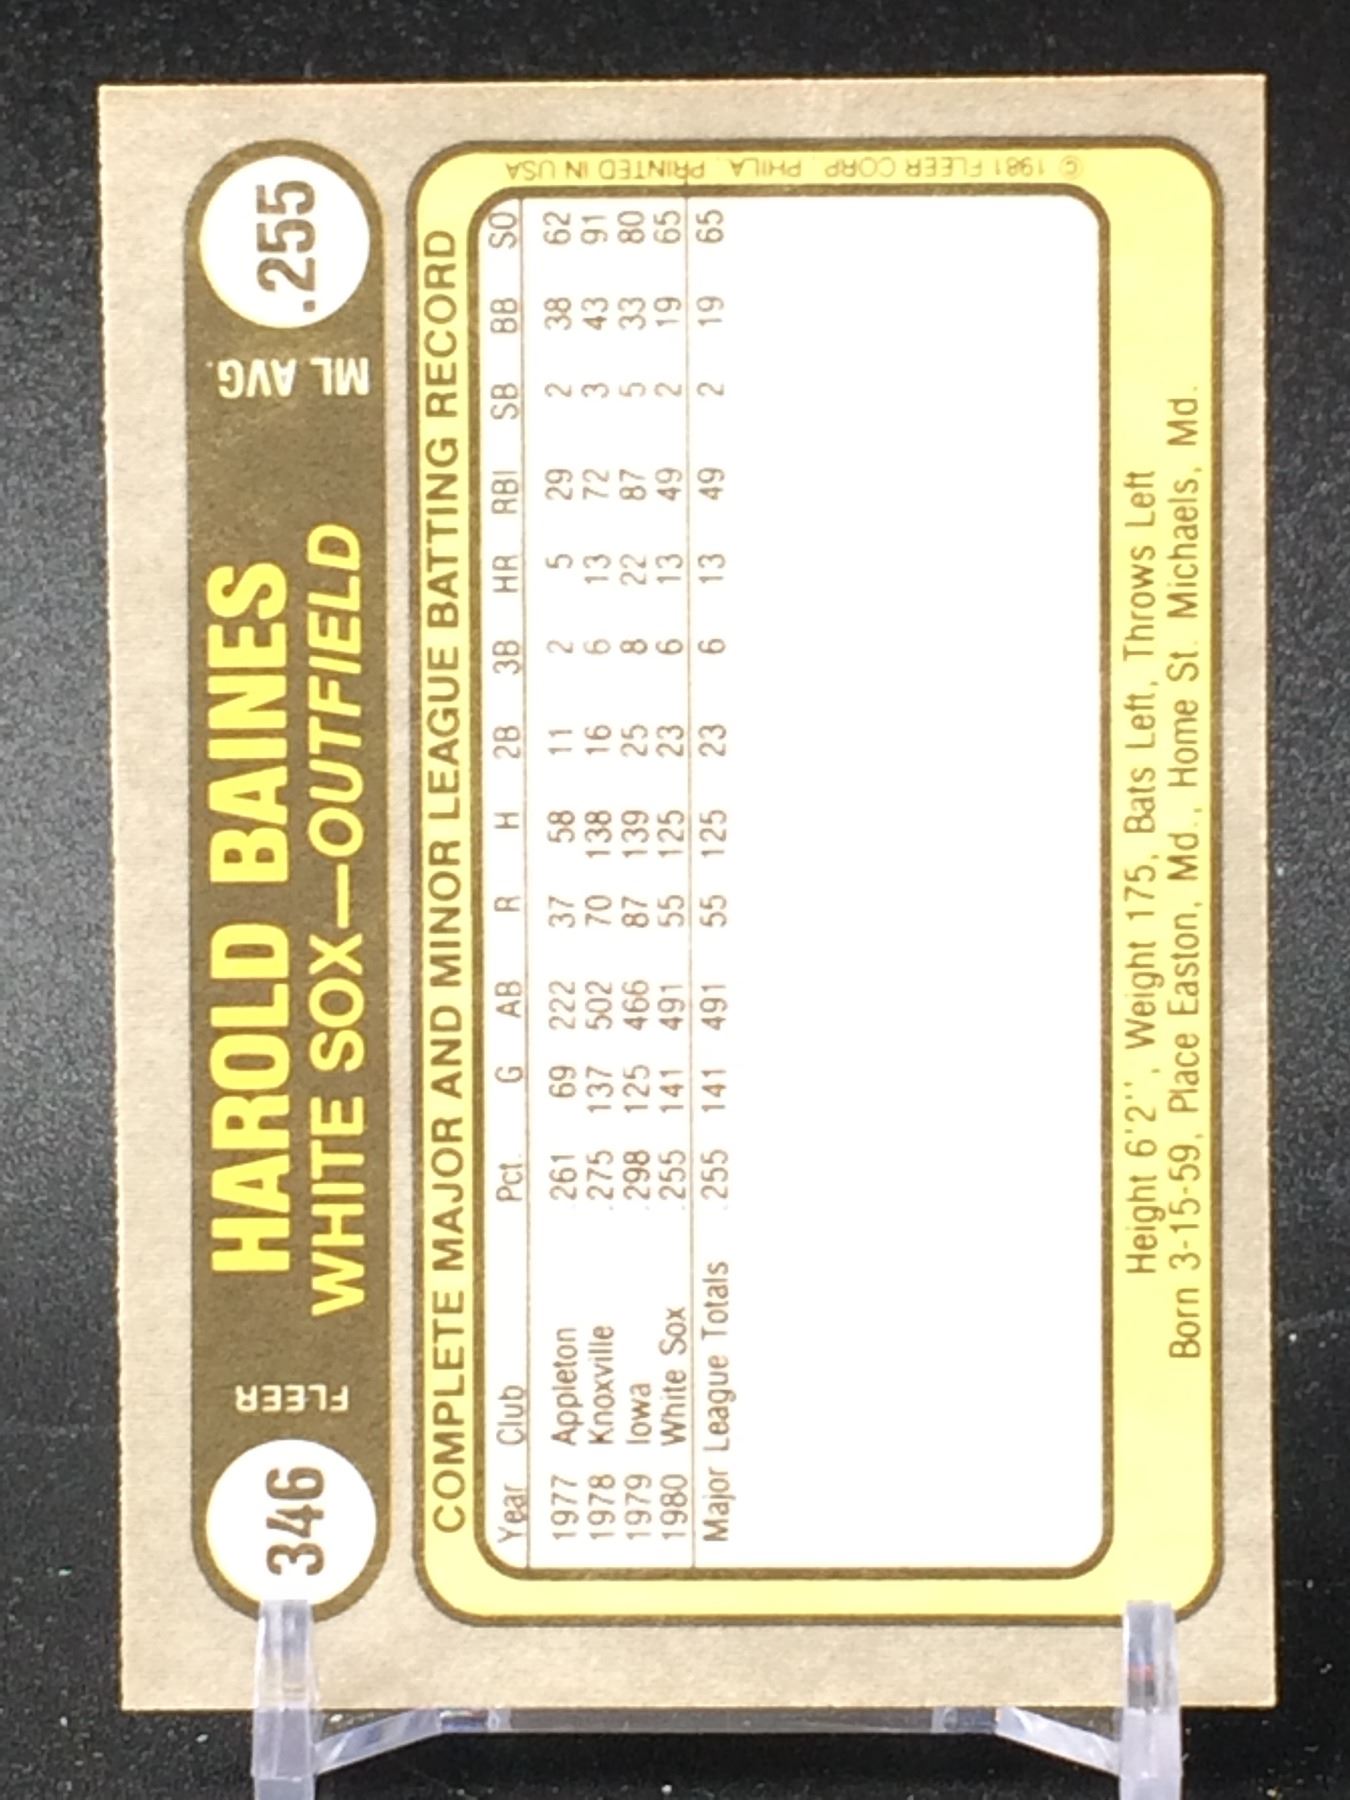 346
FLEER
HAROLD BAINES
WHITE SOX—OUTFIELD
ML AVG.
.255
COMPLETE MAJOR AND MINOR LEAGUE BATTING RECORD
Year Club Pct. G AB R H 2B 3B HR RBI SB BB SO
1977 Appleton .261 69 222 37 58 11 2 5 29 2 38 62
1978 Knoxville .275 137 502 70 138 16 6 13 72 3 43 91
1979 Iowa .298 125 466 87 139 25 8 22 87 5 33 80
1980 White Sox .255 141 491 55 125 23 6 13 49 2 19 65
Major League Totals .255 141 491 55 125 23 6 13 49 2 19 65
© 1981 FLEER CORP. PHILA. PRINTED IN USA
Height 6'2'', Weight 175, Bats Left, Throws Left
Born 3-15-59, Place Easton, Md., Home St. Michaels, Md.